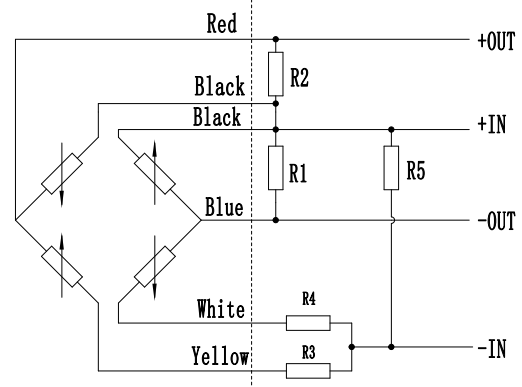 Red
+OUT
R2
Black
Black
+IN
R1
R5
Blue
-OUT
White
R4
Yellow
R3
-IN